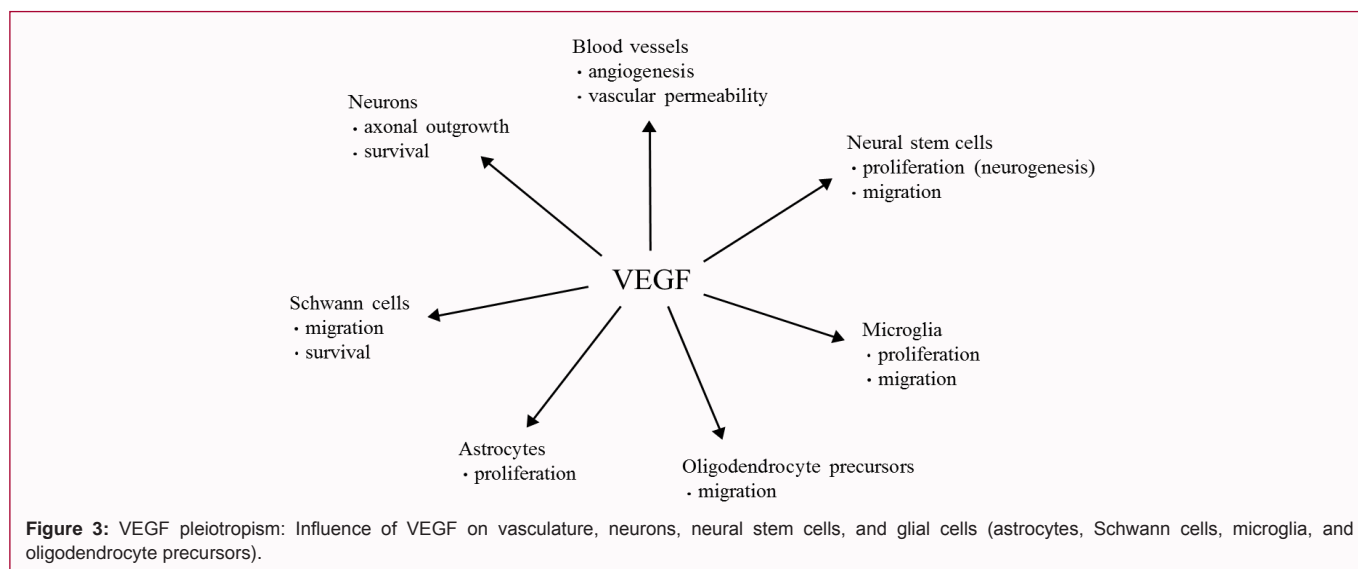 Blood vessels
· angiogenesis
· vascular permeability
Neurons
· axonal outgrowth
· survival
Neural stem cells
· proliferation (neurogenesis)
· migration
VEGF
Schwann cells
· migration
· survival
Microglia
· proliferation
· migration
Astrocytes
· proliferation
Oligodendrocyte precursors
· migration
Figure 3: VEGF pleiotropism: Influence of VEGF on vasculature, neurons, neural stem cells, and glial cells (astrocytes, Schwann cells, microglia, and
oligodendrocyte precursors).